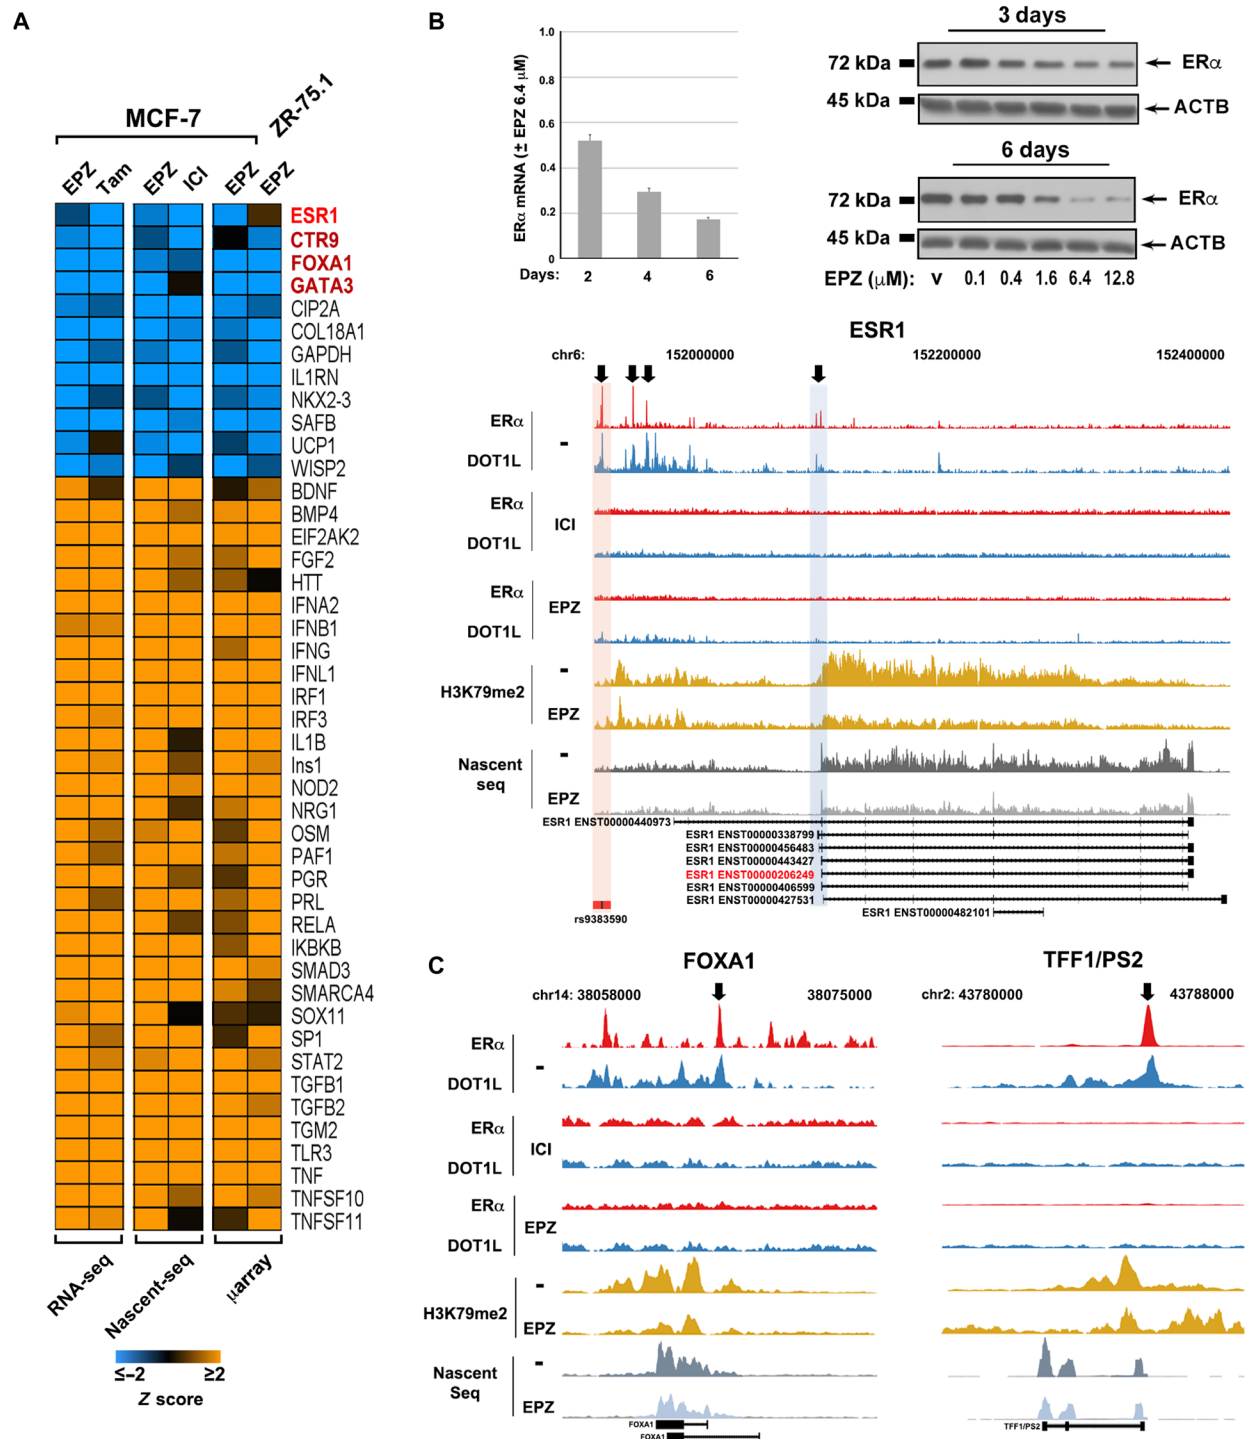 A
MCF-7
ZR-75.1
EPZ
Tam
EPZ
ICI
EPZ
EPZ
ESR1
CTR9
FOXA1
GATA3
CIP2A
COL18A1
GAPDH
IL1RN
NKX2-3
SAFB
UCP1
WISP2
BDNF
BMP4
EIF2AK2
FGF2
HTT
IFNA2
IFNB1
IFNG
IFNL1
IRF1
IRF3
IL1B
Ins1
NOD2
NRG1
OSM
PAF1
PGR
PRL
RELA
IKBKB
SMAD3
SMARCA4
SOX11
SP1
STAT2
TGFB1
TGFB2
TGM2
TLR3
TNF
TNFSF10
TNFSF11
RNA-seq
Nascent-seq
μarray
≤-2
≥2
Z score
B
ERα mRNA (± EPZ 6.4 μM)
1.0
0.8
0.6
0.4
0.2
0
Days:
2
4
6
3 days
72 kDa
ERα
45 kDa
ACTB
6 days
72 kDa
ERα
45 kDa
ACTB
EPZ (μM): v 0.1 0.4 1.6 6.4 12.8
ESR1
chr6: 152000000 152200000 152400000
ERα
-
DOT1L
ERα
ICI
DOT1L
ERα
EPZ
DOT1L
-
H3K79me2
EPZ
-
Nascent
seq
EPZ
ESR1 ENST00000440973
ESR1 ENST00000338799
ESR1 ENST00000456483
ESR1 ENST00000443427
ESR1 ENST00000206249
ESR1 ENST00000406599
ESR1 ENST00000427531
ESR1 ENST00000482101
rs9383590
C
FOXA1
chr14: 38058000 38075000
TFF1/PS2
chr2: 43780000 43788000
ERα
-
DOT1L
ERα
ICI
DOT1L
ERα
EPZ
DOT1L
-
H3K79me2
EPZ
-
Nascent
Seq
EPZ
FOXA1
FOXA1
TFF1/PS2